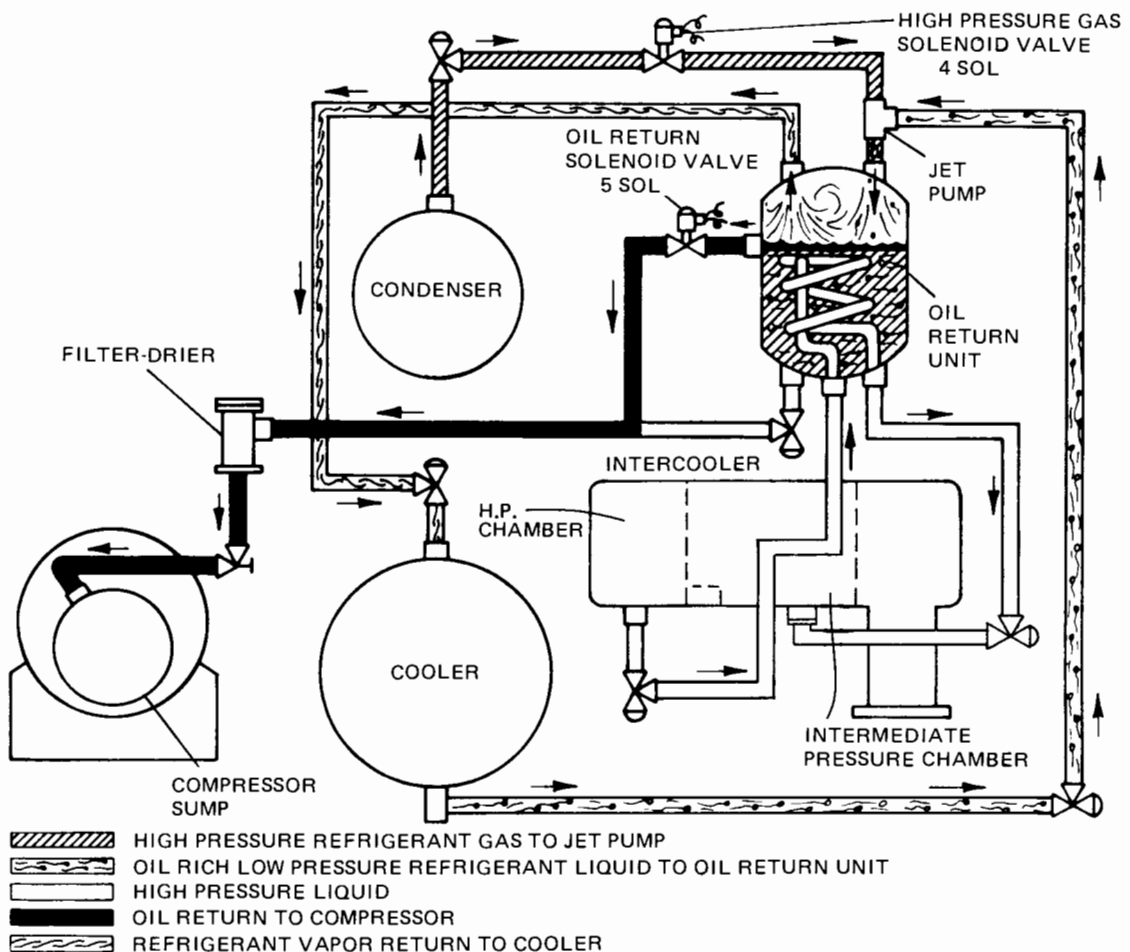 HIGH PRESSURE GAS
SOLENOID VALVE
4 SOL
OIL RETURN
SOLENOID VALVE
5 SOL
JET
PUMP
CONDENSER
OIL
RETURN
UNIT
FILTER-DRIER
INTERCOOLER
H.P.
CHAMBER
COOLER
INTERMEDIATE
PRESSURE CHAMBER
COMPRESSOR
SUMP
HIGH PRESSURE REFRIGERANT GAS TO JET PUMP
OIL RICH LOW PRESSURE REFRIGERANT LIQUID TO OIL RETURN UNIT
HIGH PRESSURE LIQUID
OIL RETURN TO COMPRESSOR
REFRIGERANT VAPOR RETURN TO COOLER